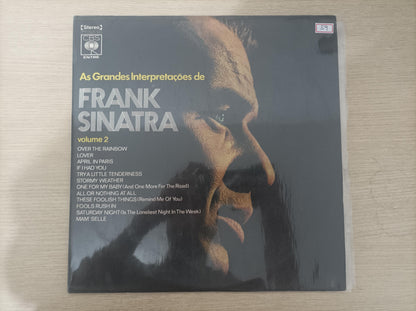 Stereo
CBS
As Grandes Interpretações de
FRANK
SINATRA
volume 2
OVER THE RAINBOW
LOVER
APRIL IN PARIS
IF I HAD YOU
TRY A LITTLE TENDERNESS
STORMY WEATHER
ONE FOR MY BABY (And One More For The Road)
ALL OR NOTHING AT ALL
THESE FOOLISH THINGS (Remind Me Of You)
FOOLS RUSH IN
SATURDAY NIGHT (Is The Loneliest Night In The Week)
MAM'SELLE